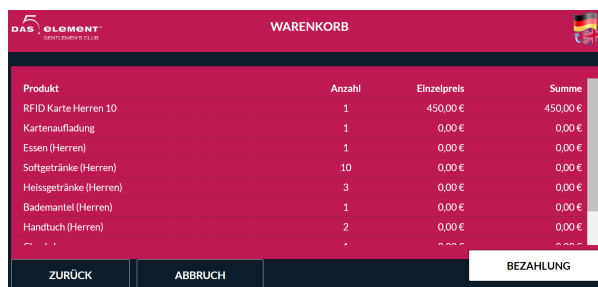 DAS 5 ELEMENT
GENTLEMEN'S CLUB
WARENKORB
Produkt Anzahl Einzelpreis Summe
RFID Karte Herren 10 1 450,00 € 450,00 €
Kartenaufladung 1 0,00 € 0,00 €
Essen (Herren) 1 0,00 € 0,00 €
Softgetränke (Herren) 10 0,00 € 0,00 €
Heissgetränke (Herren) 3 0,00 € 0,00 €
Bademantel (Herren) 1 0,00 € 0,00 €
Handtuch (Herren) 2 0,00 € 0,00 €
ZURÜCK ABBRUCH BEZAHLUNG